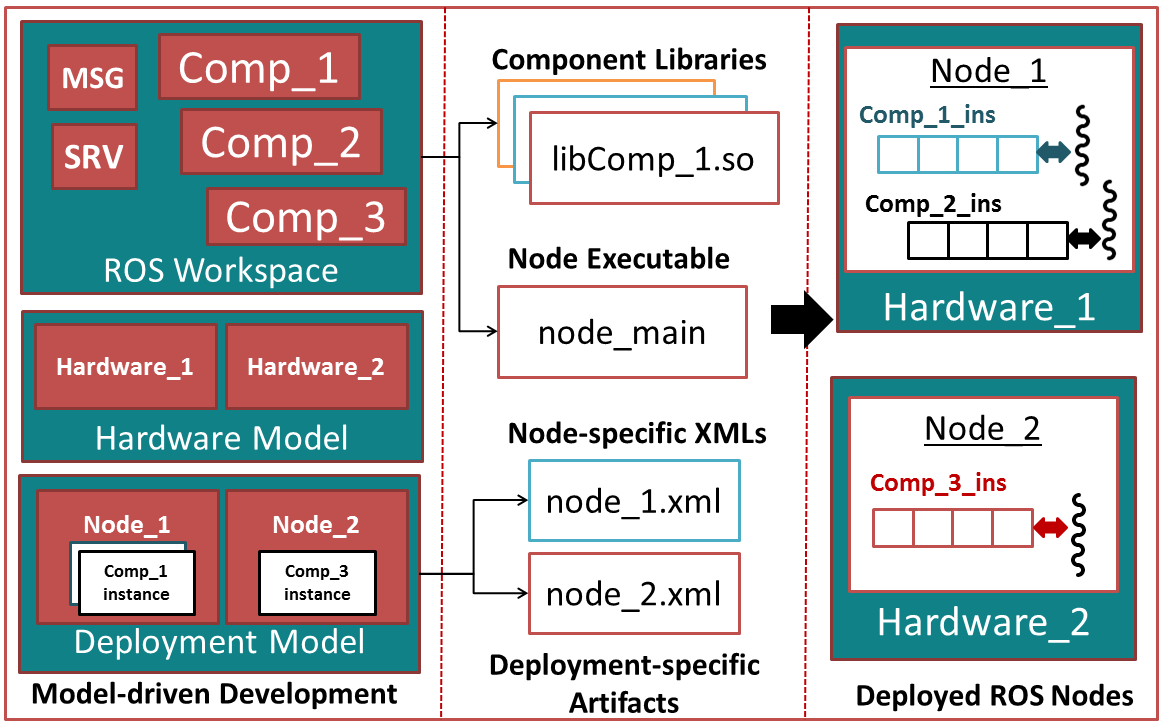 MSG
Comp_1
SRV
Comp_2
Comp_3
ROS Workspace
Hardware_1
Hardware_2
Hardware Model
Node_1
Node_2
Comp_1
instance
Comp_3
instance
Deployment Model
Model-driven Development
Component Libraries
libComp_1.so
Node Executable
node_main
Node-specific XMLs
node_1.xml
node_2.xml
Deployment-specific
Artifacts
Node_1
Comp_1_ins
Comp_2_ins
Hardware_1
Node_2
Comp_3_ins
Hardware_2
Deployed ROS Nodes